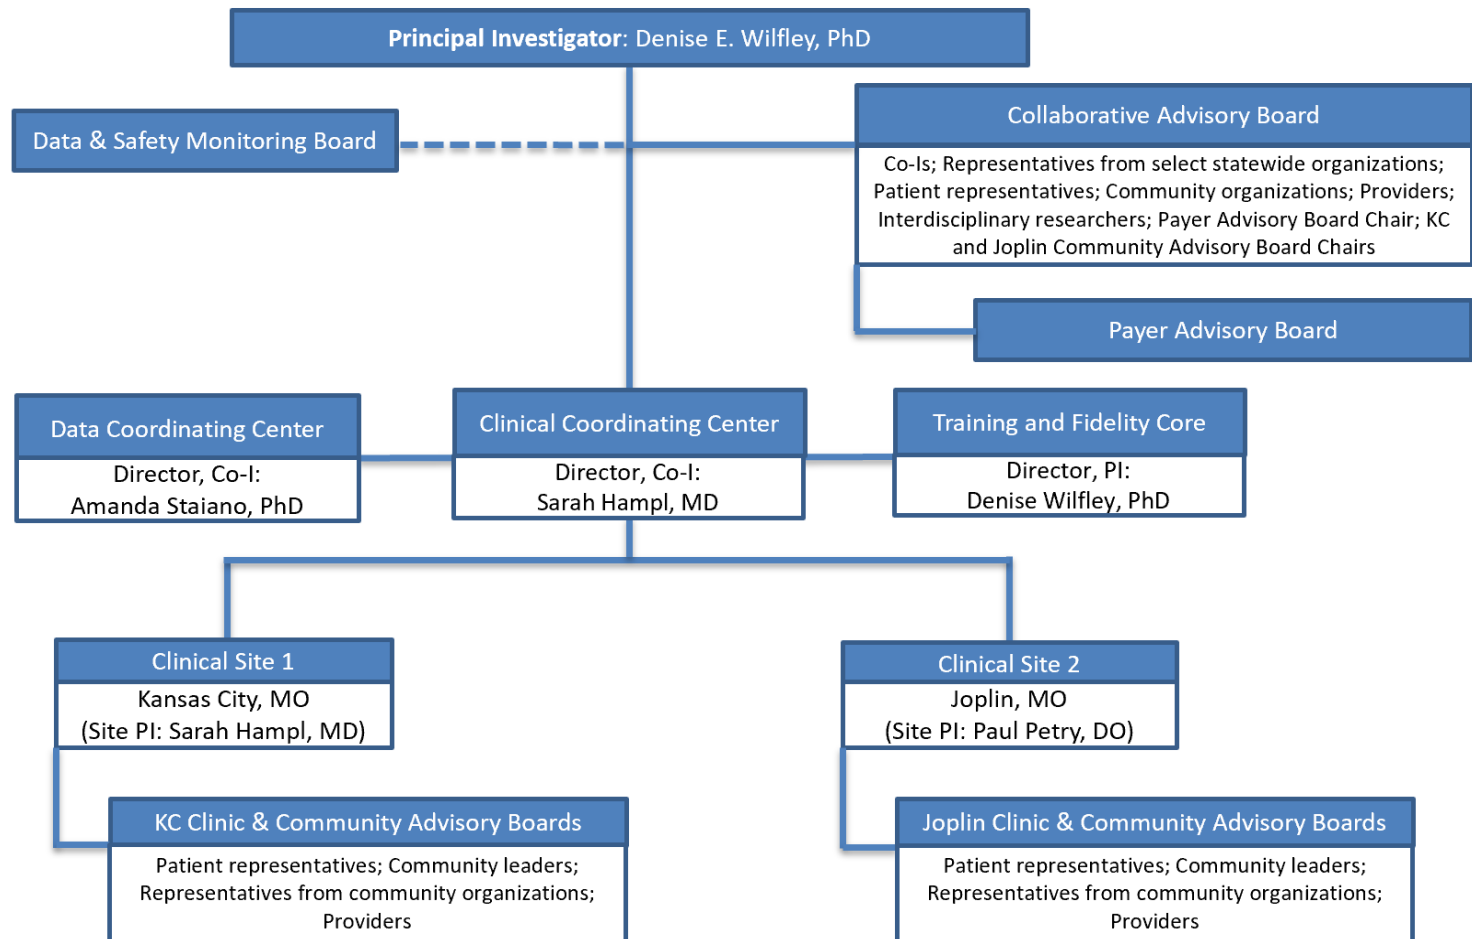 Principal Investigator: Denise E. Wilfley, PhD
Data & Safety Monitoring Board
Collaborative Advisory Board
Co-Is; Representatives from select statewide organizations;
Patient representatives; Community organizations; Providers;
Interdisciplinary researchers; Payer Advisory Board Chair; KC
and Joplin Community Advisory Board Chairs
Payer Advisory Board
Data Coordinating Center
Director, Co-I:
Amanda Staiano, PhD
Clinical Coordinating Center
Director, Co-I:
Sarah Hampl, MD
Training and Fidelity Core
Director, PI:
Denise Wilfley, PhD
Clinical Site 1
Kansas City, MO
(Site PI: Sarah Hampl, MD)
Clinical Site 2
Joplin, MO
(Site PI: Paul Petry, DO)
KC Clinic & Community Advisory Boards
Patient representatives; Community leaders;
Representatives from community organizations;
Providers
Joplin Clinic & Community Advisory Boards
Patient representatives; Community leaders;
Representatives from community organizations;
Providers